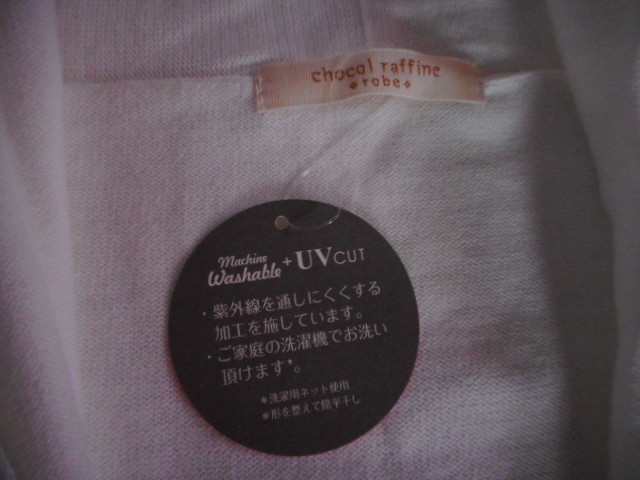 chocol raffine
robe
Machine
Washable + UV CUT
・紫外線を通しにくくする
加工を施しています。
・ご家庭の洗濯機でお洗い
頂けます*。
*洗濯用ネット使用
*形を整えて陰平干し